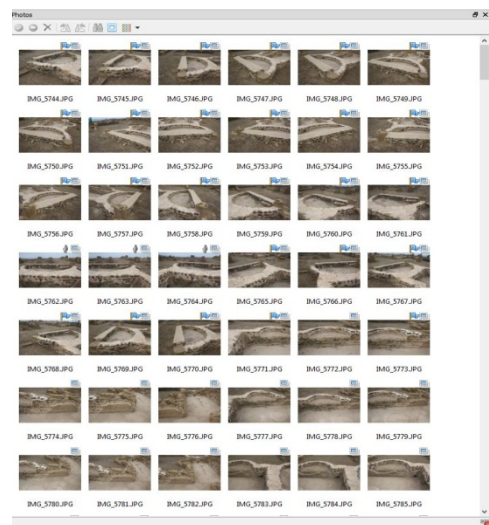 Photos
IMG_5744.JPG IMG_5745.JPG IMG_5746.JPG IMG_5747.JPG IMG_5748.JPG IMG_5749.JPG
IMG_5750.JPG IMG_5751.JPG IMG_5752.JPG IMG_5753.JPG IMG_5754.JPG IMG_5755.JPG
IMG_5756.JPG IMG_5757.JPG IMG_5758.JPG IMG_5759.JPG IMG_5760.JPG IMG_5761.JPG
IMG_5762.JPG IMG_5763.JPG IMG_5764.JPG IMG_5765.JPG IMG_5766.JPG IMG_5767.JPG
IMG_5768.JPG IMG_5769.JPG IMG_5770.JPG IMG_5771.JPG IMG_5772.JPG IMG_5773.JPG
IMG_5774.JPG IMG_5775.JPG IMG_5776.JPG IMG_5777.JPG IMG_5778.JPG IMG_5779.JPG
IMG_5780.JPG IMG_5781.JPG IMG_5782.JPG IMG_5783.JPG IMG_5784.JPG IMG_5785.JPG